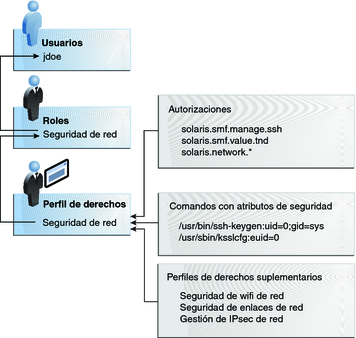 Usuarios
jdoe
Roles
Seguridad de red
Perfil de derechos
Seguridad de red
Autorizaciones
solaris.smf.manage.ssh
solaris.smf.value.tnd
solaris.network.*
Comandos con atributos de seguridad
/usr/bin/ssh-keygen:uid=0;gid=sys
/usr/sbin/ksslcfg:euid=0
Perfiles de derechos suplementarios
Seguridad de wifi de red
Seguridad de enlaces de red
Gestión de IPsec de red